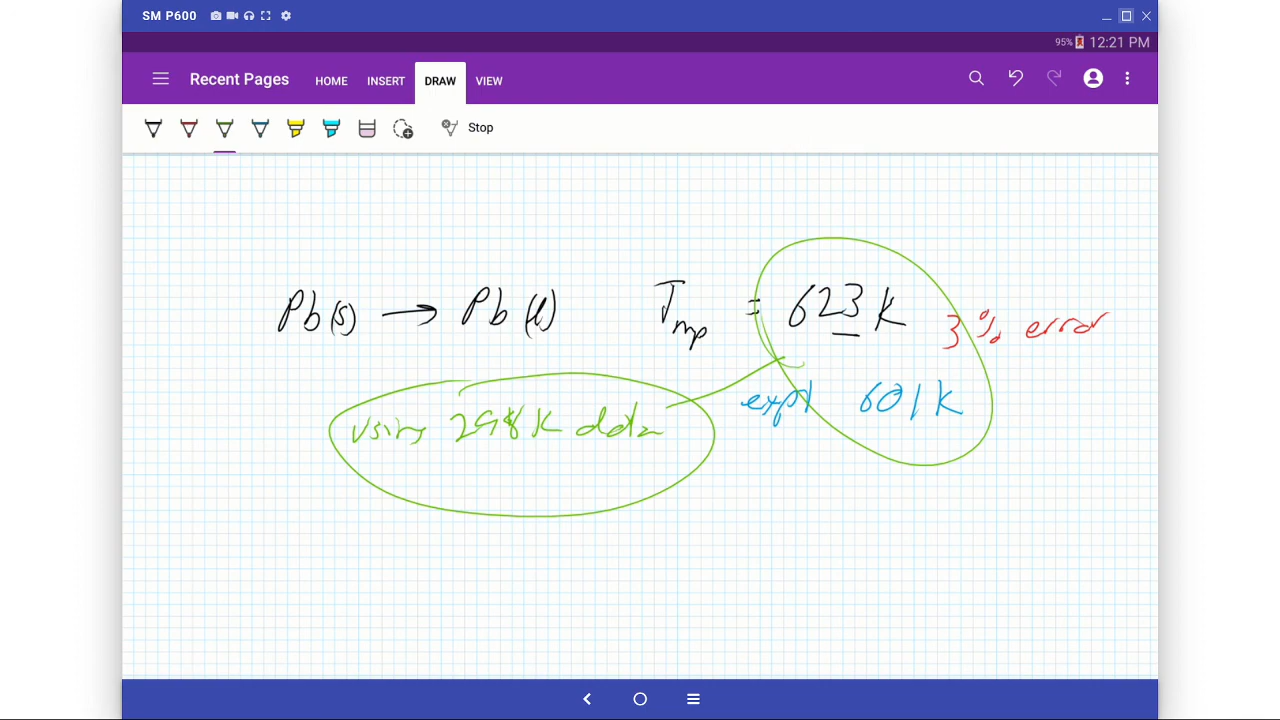 SM P600
95% 12:21 PM
Recent Pages HOME INSERT DRAW VIEW
Stop
Pb(s) → Pb(l) Tmp = 623 K 3% error
expt 601 K
using 298 K data